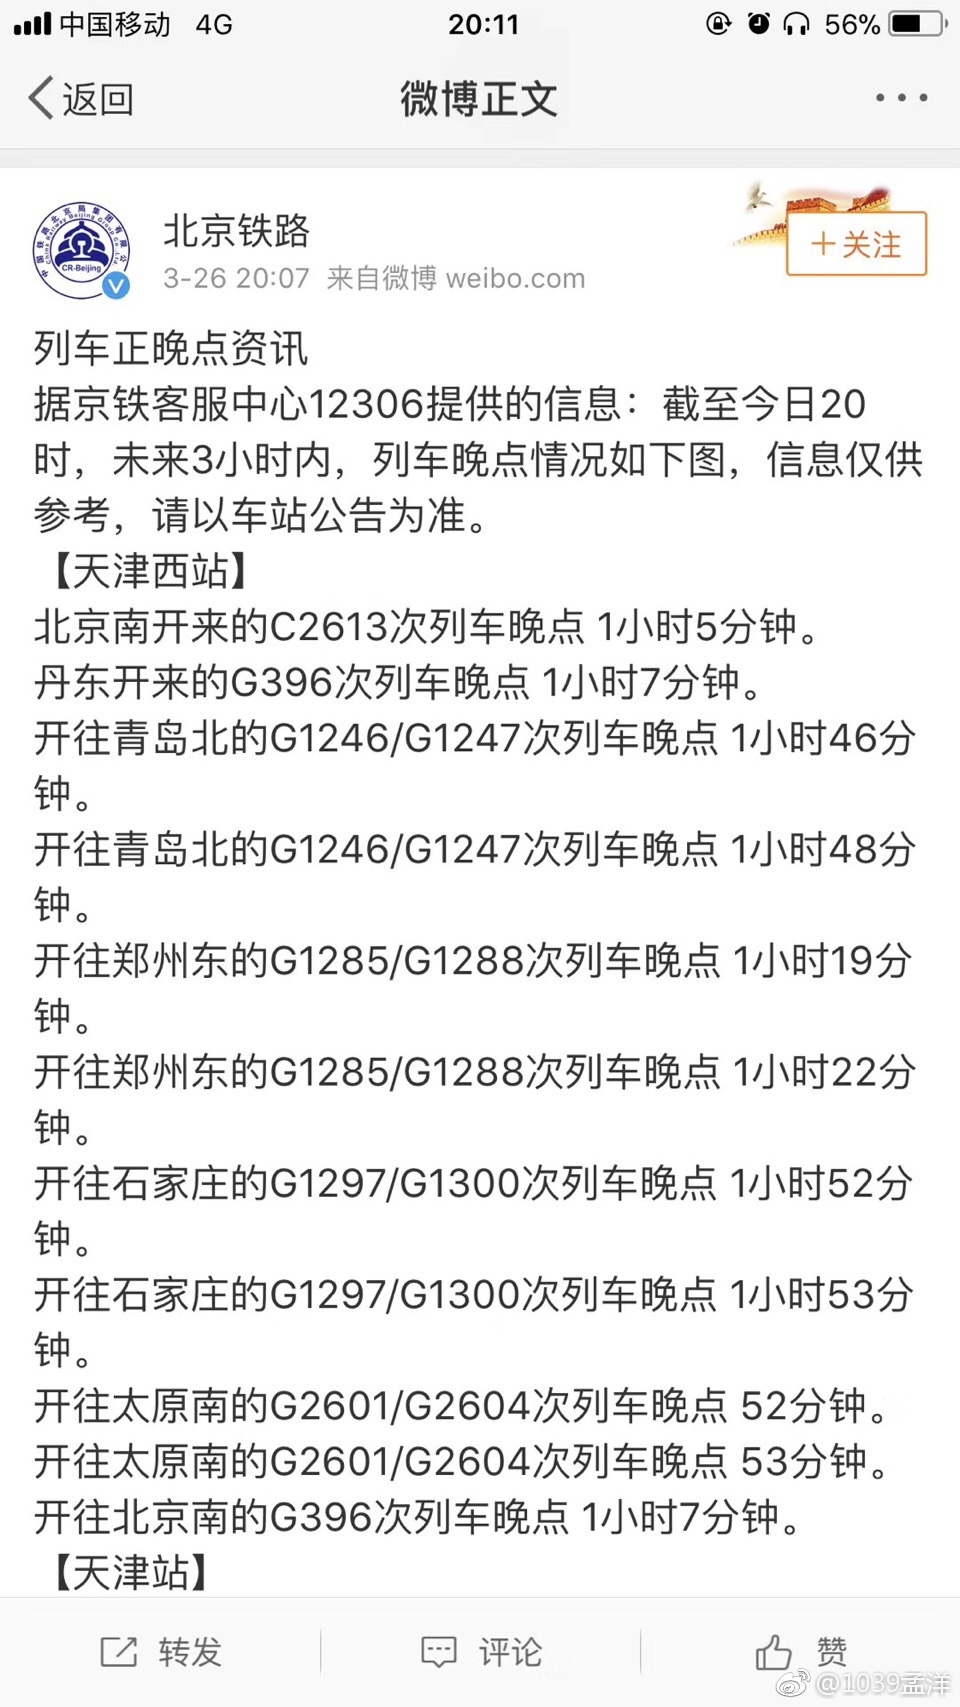 中国移动 4G 20:11 56%
返回 微博正文
北京铁路
+关注
3-26 20:07 来自微博 weibo.com
中国铁路北京局集团有限公司
China Railway Beijing Group Co.,Ltd
CR-Beijing
列车正晚点资讯
据京铁客服中心12306提供的信息：截至今日20
时，未来3小时内，列车晚点情况如下图，信息仅供
参考，请以车站公告为准。
【天津西站】
北京南开来的C2613次列车晚点 1小时5分钟。
丹东开来的G396次列车晚点 1小时7分钟。
开往青岛北的G1246/G1247次列车晚点 1小时46分
钟。
开往青岛北的G1246/G1247次列车晚点 1小时48分
钟。
开往郑州东的G1285/G1288次列车晚点 1小时19分
钟。
开往郑州东的G1285/G1288次列车晚点 1小时22分
钟。
开往石家庄的G1297/G1300次列车晚点 1小时52分
钟。
开往石家庄的G1297/G1300次列车晚点 1小时53分
钟。
开往太原南的G2601/G2604次列车晚点 52分钟。
开往太原南的G2601/G2604次列车晚点 53分钟。
开往北京南的G396次列车晚点 1小时7分钟。
【天津站】
转发 评论 赞
@1039孟洋